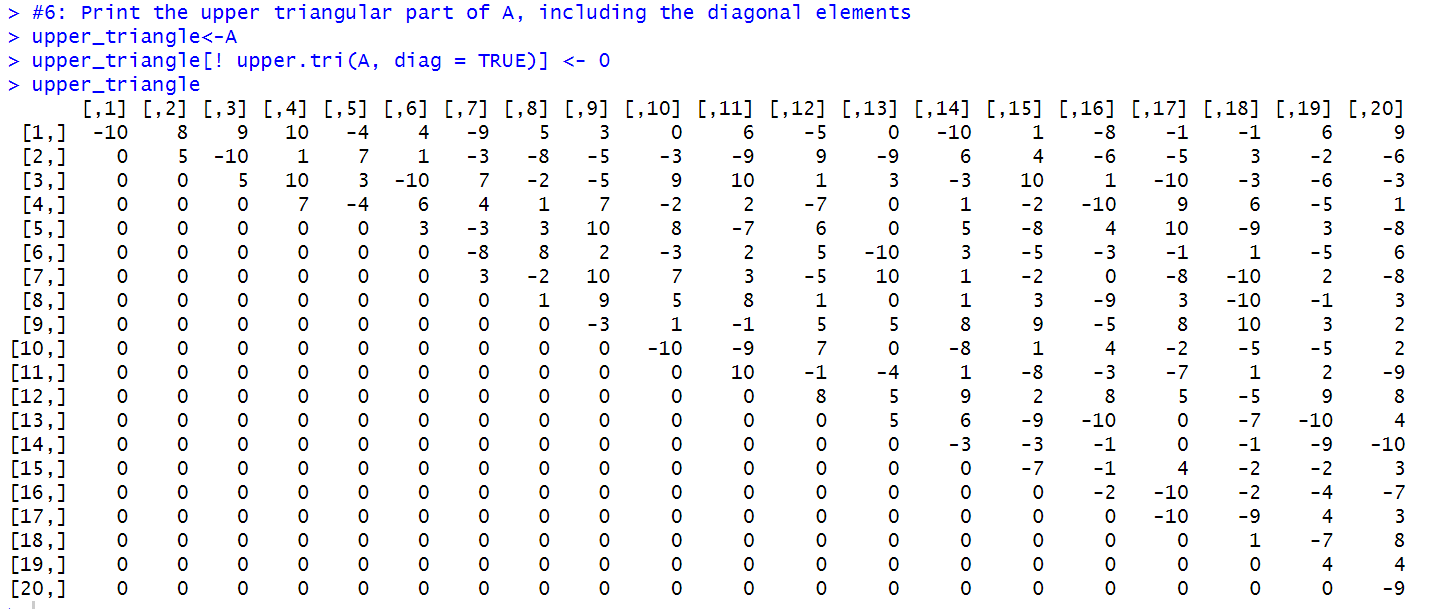 > #6: Print the upper triangular part of A, including the diagonal elements
> upper_triangle<-A
> upper_triangle[! upper.tri(A, diag = TRUE)] <- 0
> upper_triangle
[,1] [,2] [,3] [,4] [,5] [,6] [,7] [,8] [,9] [,10] [,11] [,12] [,13] [,14] [,15] [,16] [,17] [,18] [,19] [,20]
[1,] -10 8 9 10 -4 4 -9 5 3 0 6 -5 0 -10 1 -8 -1 -1 6 9
[2,] 0 5 -10 1 7 1 -3 -8 -5 -3 -9 9 -9 6 4 -6 -5 3 -2 -6
[3,] 0 0 5 10 3 -10 7 -2 -5 9 10 1 3 -3 10 1 -10 -3 -6 -3
[4,] 0 0 0 7 -4 6 4 1 7 -2 2 -7 0 1 -2 -10 9 6 -5 1
[5,] 0 0 0 0 0 3 -3 3 10 8 -7 6 0 5 -8 4 10 -9 3 -8
[6,] 0 0 0 0 0 0 -8 8 2 -3 2 5 -10 3 -5 -3 -1 1 -5 6
[7,] 0 0 0 0 0 0 3 -2 10 7 3 -5 10 1 -2 0 -8 -10 2 -8
[8,] 0 0 0 0 0 0 0 1 9 5 8 1 0 1 3 -9 3 -10 -1 3
[9,] 0 0 0 0 0 0 0 0 -3 1 -1 5 5 8 9 -5 8 10 3 2
[10,] 0 0 0 0 0 0 0 0 0 -10 -9 7 0 -8 1 4 -2 -5 -5 2
[11,] 0 0 0 0 0 0 0 0 0 0 10 -1 -4 1 -8 -3 -7 1 2 -9
[12,] 0 0 0 0 0 0 0 0 0 0 0 8 5 9 2 8 5 -5 9 8
[13,] 0 0 0 0 0 0 0 0 0 0 0 0 5 6 -9 -10 0 -7 -10 4
[14,] 0 0 0 0 0 0 0 0 0 0 0 0 0 -3 -3 -1 0 -1 -9 -10
[15,] 0 0 0 0 0 0 0 0 0 0 0 0 0 0 -7 -1 4 -2 -2 3
[16,] 0 0 0 0 0 0 0 0 0 0 0 0 0 0 0 -2 -10 -2 -4 -7
[17,] 0 0 0 0 0 0 0 0 0 0 0 0 0 0 0 0 -10 -9 4 3
[18,] 0 0 0 0 0 0 0 0 0 0 0 0 0 0 0 0 0 1 -7 8
[19,] 0 0 0 0 0 0 0 0 0 0 0 0 0 0 0 0 0 0 4 4
[20,] 0 0 0 0 0 0 0 0 0 0 0 0 0 0 0 0 0 0 0 -9